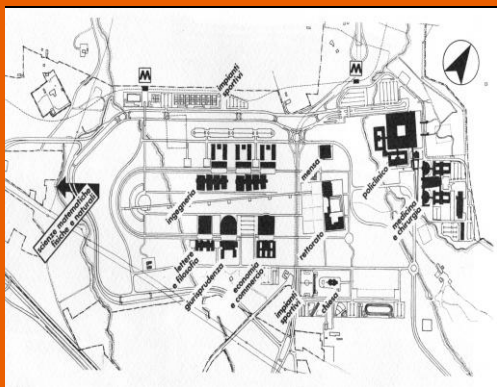 M
M
impianti
sportivi
mensa
policlinico
ingegneria
medicina
e chirurgia
scienze matematiche
fisiche e naturali
lettere
e filosofia
giurisprudenza
economia
e commercio
rettorato
impianti
sportivi
chiesa